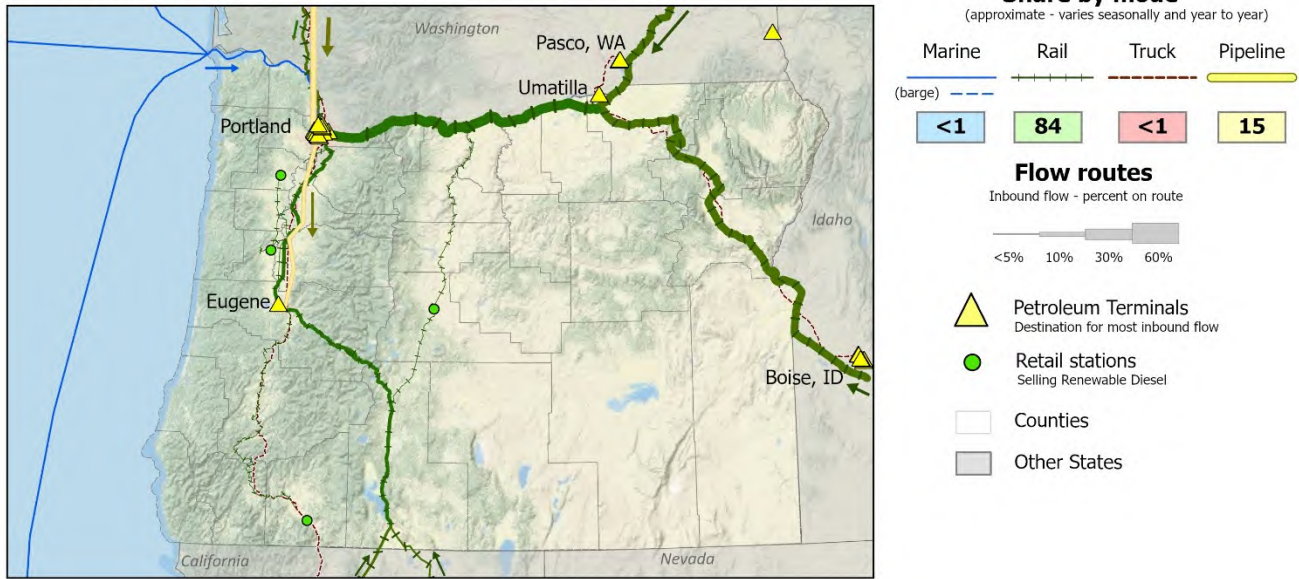 Share by mode
(approximate - varies seasonally and year to year)
Marine Rail Truck Pipeline
(barge)
<1 84 <1 15
Flow routes
Inbound flow - percent on route
<5% 10% 30% 60%
Petroleum Terminals
Destination for most inbound flow
Retail stations
Selling Renewable Diesel
Counties
Other States
Washington
Pasco, WA
Umatilla
Portland
Idaho
Eugene
Boise, ID
California
Nevada